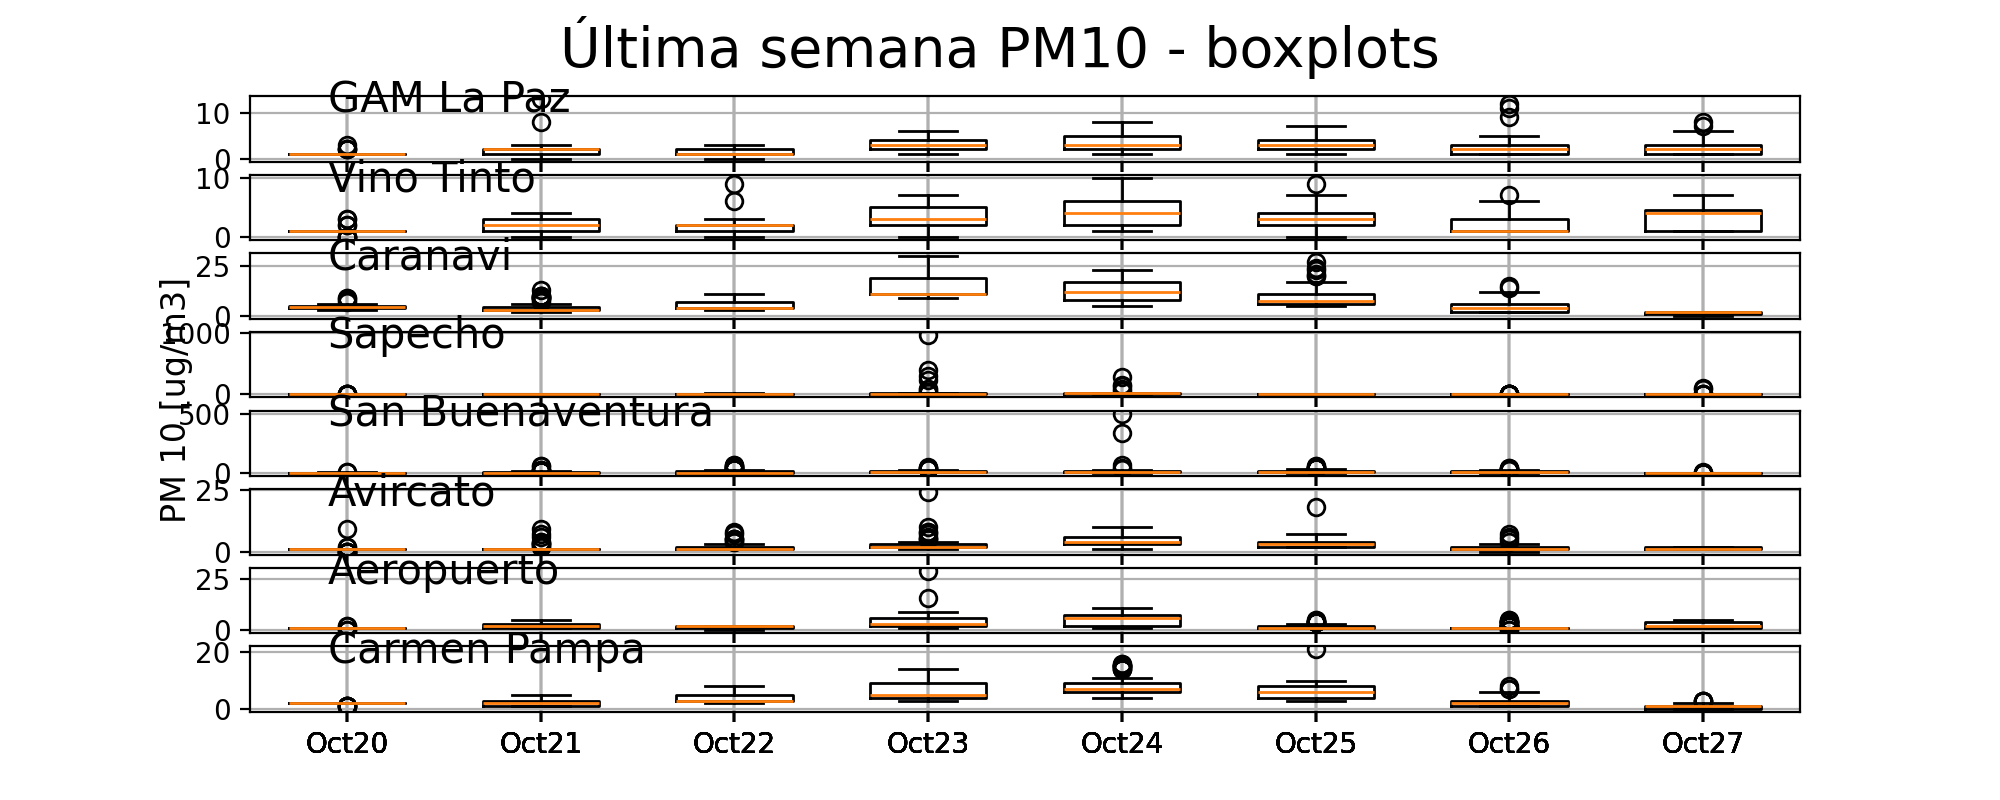 Última semana PM10 - boxplots
GAM La Paz
10
0
Vino Tinto
10
0
Caranavi
25
0
PM 10 [ug/m3]
Sapecho
1000
0
San Buenaventura
500
0
Avircato
25
0
Aeropuerto
25
0
Carmen Pampa
20
0
Oct20 Oct21 Oct22 Oct23 Oct24 Oct25 Oct26 Oct27